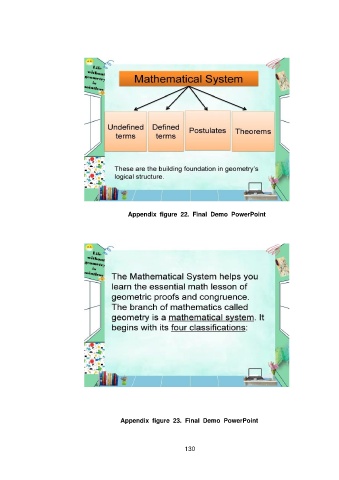 Life
without
geometry
is
pointless
Mathematical System
Undefined
terms
Defined
terms
Postulates
Theorems
These are the building foundation in geometry's
logical structure.
Appendix figure 22. Final Demo PowerPoint
Life
without
geometry
is
pointless
The Mathematical System helps you
learn the essential math lesson of
geometric proofs and congruence.
The branch of mathematics called
geometry is a mathematical system. It
begins with its four classifications:
Appendix figure 23. Final Demo PowerPoint
130